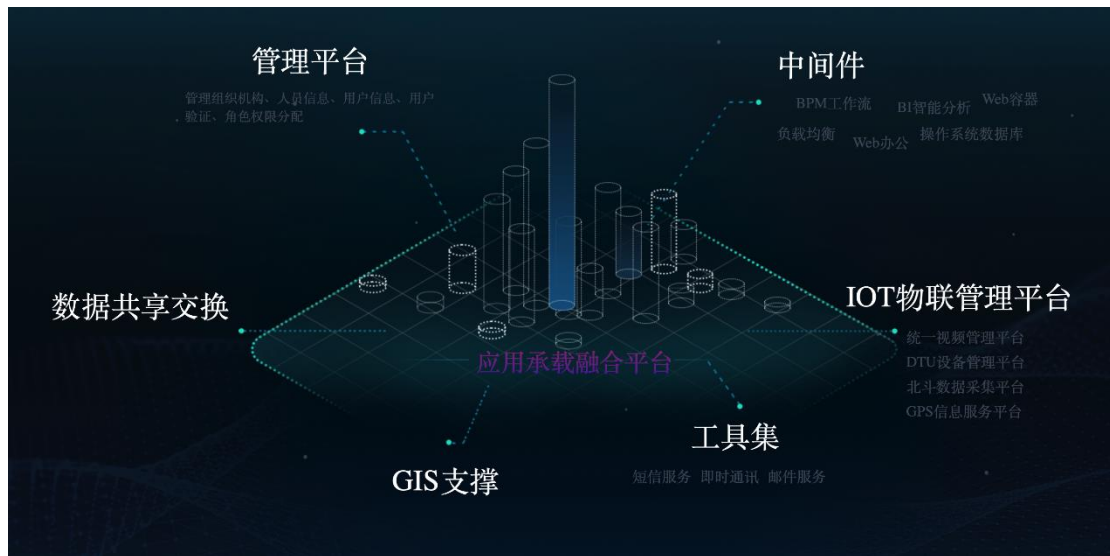 管理平台
管理组织机构、人员信息、用户信息、用户
验证、角色权限分配
中间件
BPM工作流 BI智能分析 Web容器
负载均衡 Web办公 操作系统数据库
数据共享交换
IOT物联管理平台
统一视频管理平台
DTU设备管理平台
北斗数据采集平台
GPS信息服务平台
应用承载融合平台
工具集
短信服务 即时通讯 邮件服务
GIS支撑